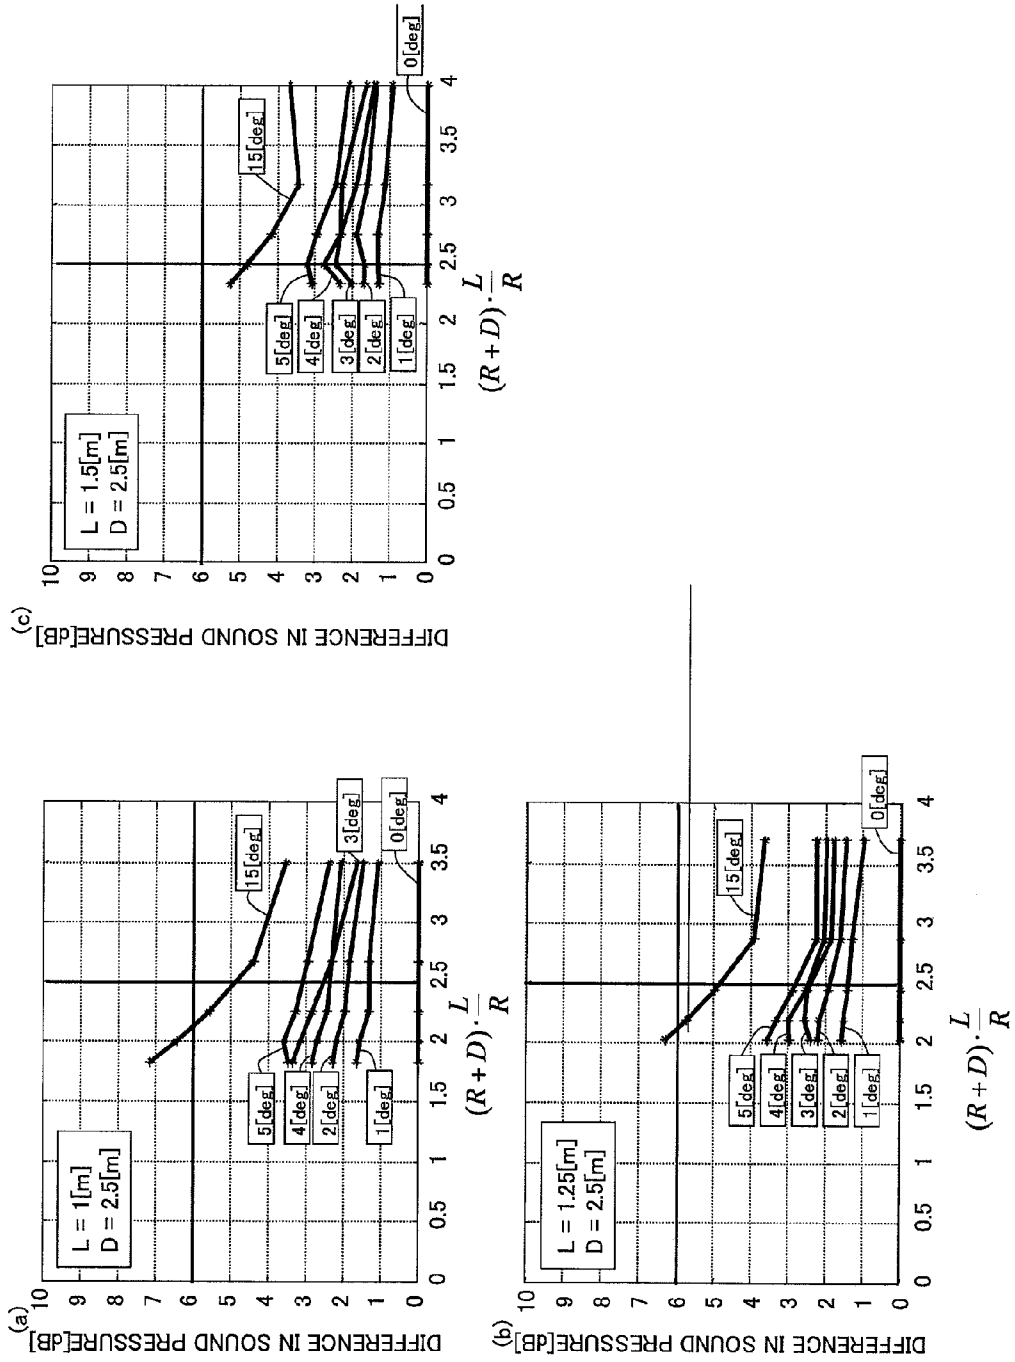 (a)
DIFFERENCE IN SOUND PRESSURE[dB]
10
9
8
7
6
5
4
3
2
1
0
L = 1[m]
D = 2.5[m]
15[deg]
5[deg]
4[deg]
3[deg]
2[deg]
1[deg]
0[deg]
0
0.5
1
1.5
2
2.5
3
3.5
4
(R+D)·L/R
(b)
DIFFERENCE IN SOUND PRESSURE[dB]
10
9
8
7
6
5
4
3
2
1
0
L = 1.25[m]
D = 2.5[m]
15[deg]
5[deg]
4[deg]
3[deg]
2[deg]
1[deg]
0[deg]
0
0.5
1
1.5
2
2.5
3
3.5
4
(R+D)·L/R
(c)
DIFFERENCE IN SOUND PRESSURE[dB]
10
9
8
7
6
5
4
3
2
1
0
L = 1.5[m]
D = 2.5[m]
15[deg]
5[deg]
4[deg]
3[deg]
2[deg]
1[deg]
0[deg]
0
0.5
1
1.5
2
2.5
3
3.5
4
(R+D)·L/R